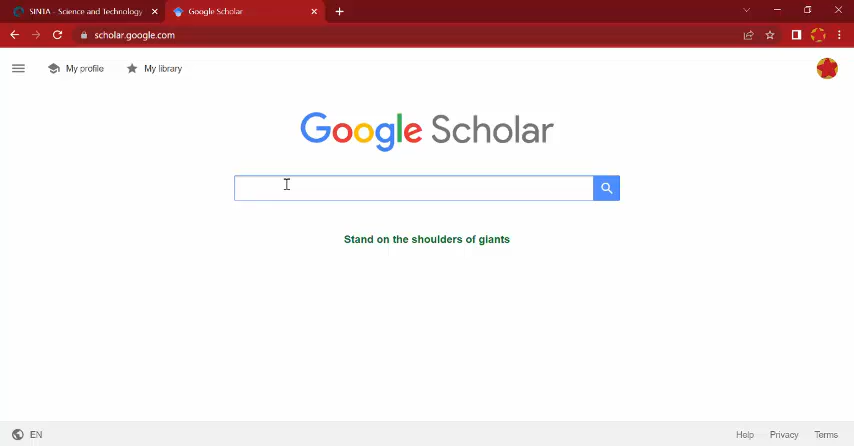 SINTA - Science and Technology
Google Scholar
scholar.google.com
My profile
My library
Google Scholar
Stand on the shoulders of giants
EN
Help
Privacy
Terms